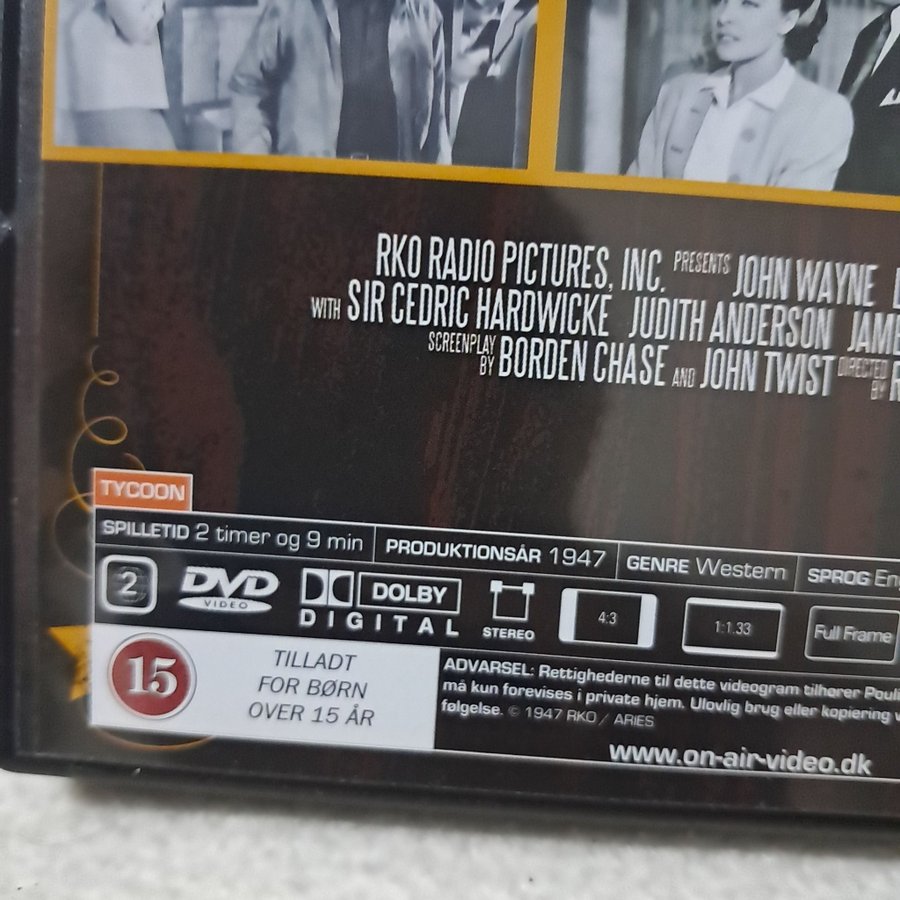 RKO RADIO PICTURES, INC. PRESENTS JOHN WAYNE
WITH SIR CEDRIC HARDWICKE JUDITH ANDERSON JAME
SCREENPLAY BY BORDEN CHASE AND JOHN TWIST DIRECTED BY R
TYCOON
SPILLETID 2 timer og 9 min PRODUKTIONSÅR 1947 GENRE Western SPROG Eng
2 DVD VIDEO DOLBY DIGITAL STEREO 4:3 1:1.33 Full Frame
15 TILLADT
FOR BØRN
OVER 15 ÅR
ADVARSEL: Rettighederne til dette videogram tilhører Pouli
må kun forevises i private hjem. Ulovlig brug eller kopiering v
følgelse. © 1947 RKO / ARIES
www.on-air-video.dk